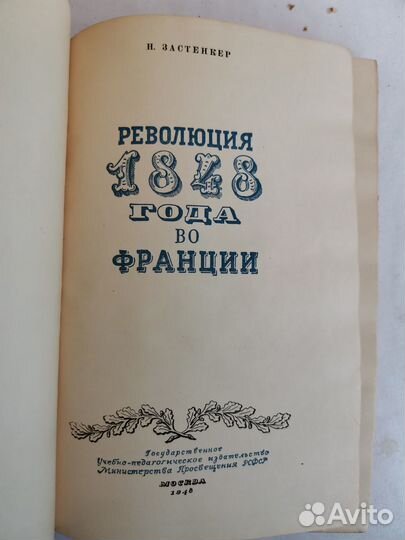 Н. ЗАСТЕНКЕР
РЕВОЛЮЦИЯ
1848
ГОДА
ВО
ФРАНЦИИ
Государственное
Учебно-педагогическое издательство
Министерства Просвещения РСФСР
МОСКВА
1948
Avito